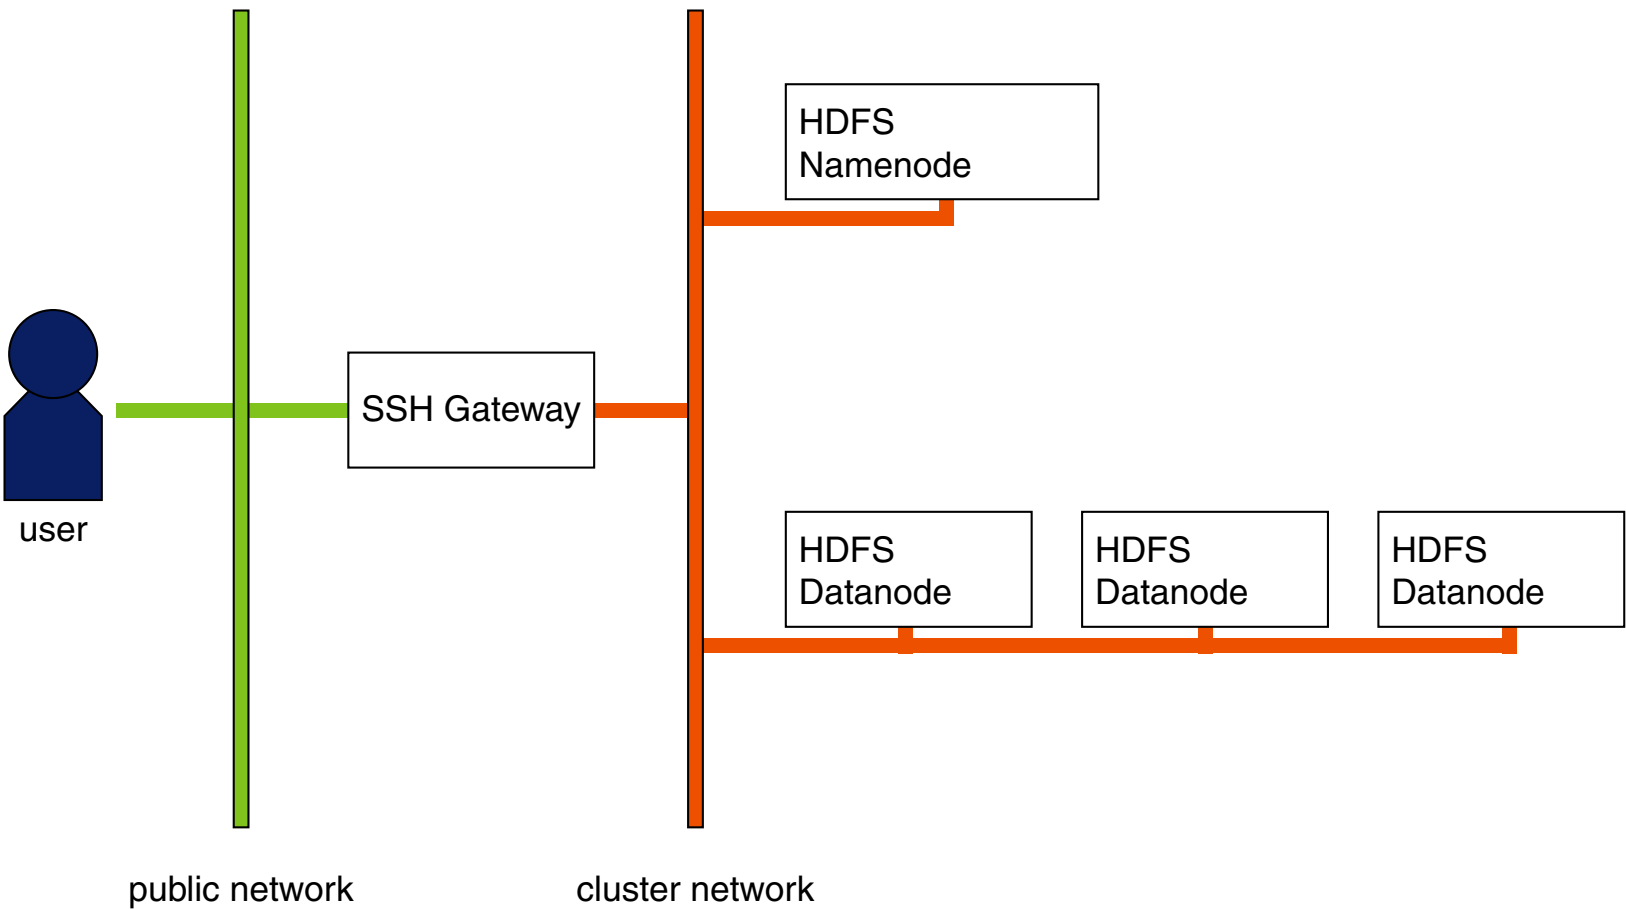 HDFS
Namenode
SSH Gateway
user
HDFS
Datanode
HDFS
Datanode
HDFS
Datanode
public network
cluster network